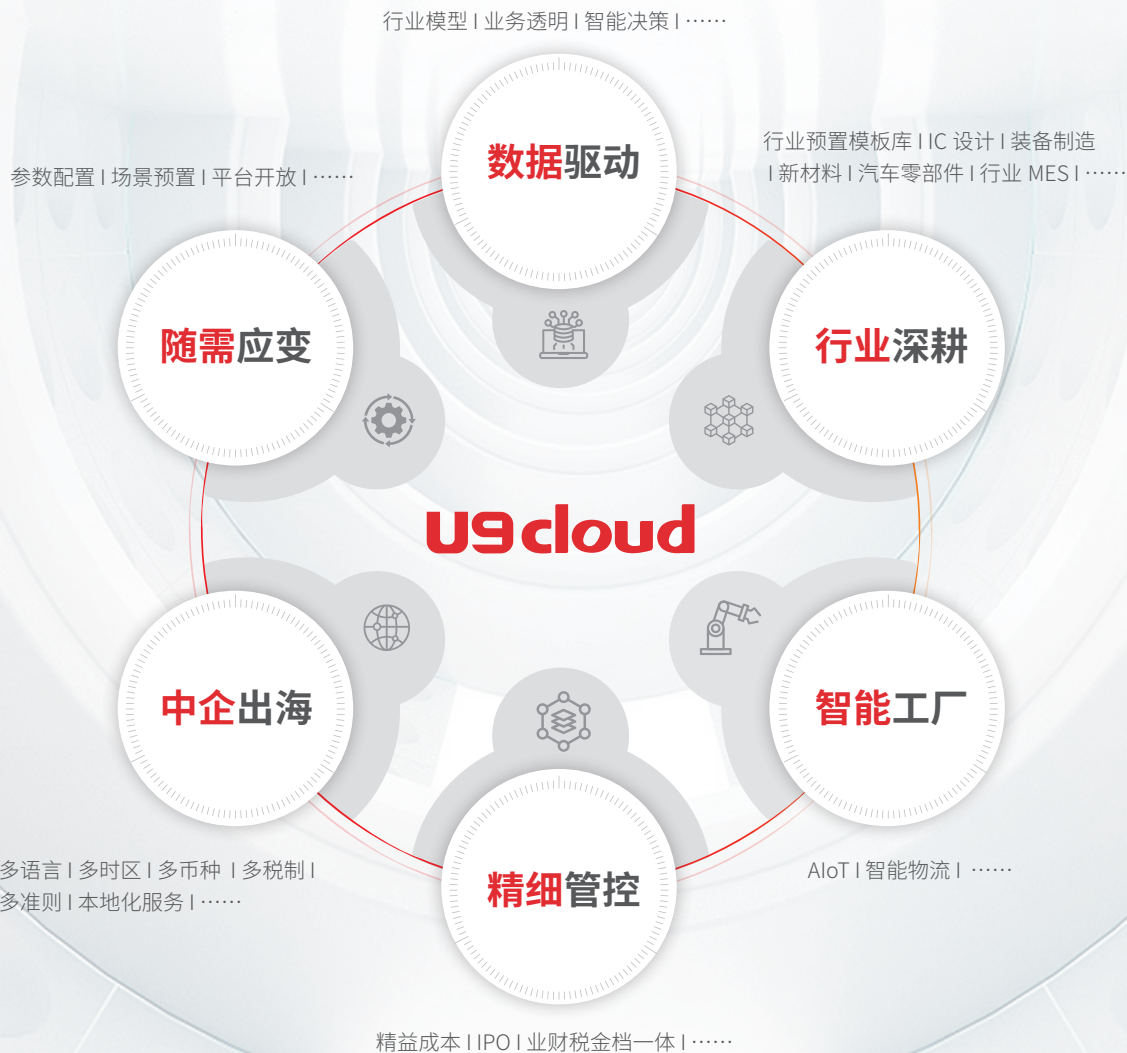 行业模型 I 业务透明 I 智能决策 I ……
数据驱动
行业预置模板库 I IC 设计 I 装备制造
I 新材料 I 汽车零部件 I 行业 MES I ……
参数配置 I 场景预置 I 平台开放 I ……
随需应变
行业深耕
U9 cloud
中企出海
智能工厂
多语言 I 多时区 I 多币种 I 多税制 I
多准则 I 本地化服务 I ……
AIoT I 智能物流 I ……
精细管控
精益成本 I IPO I 业财税金档一体 I ……